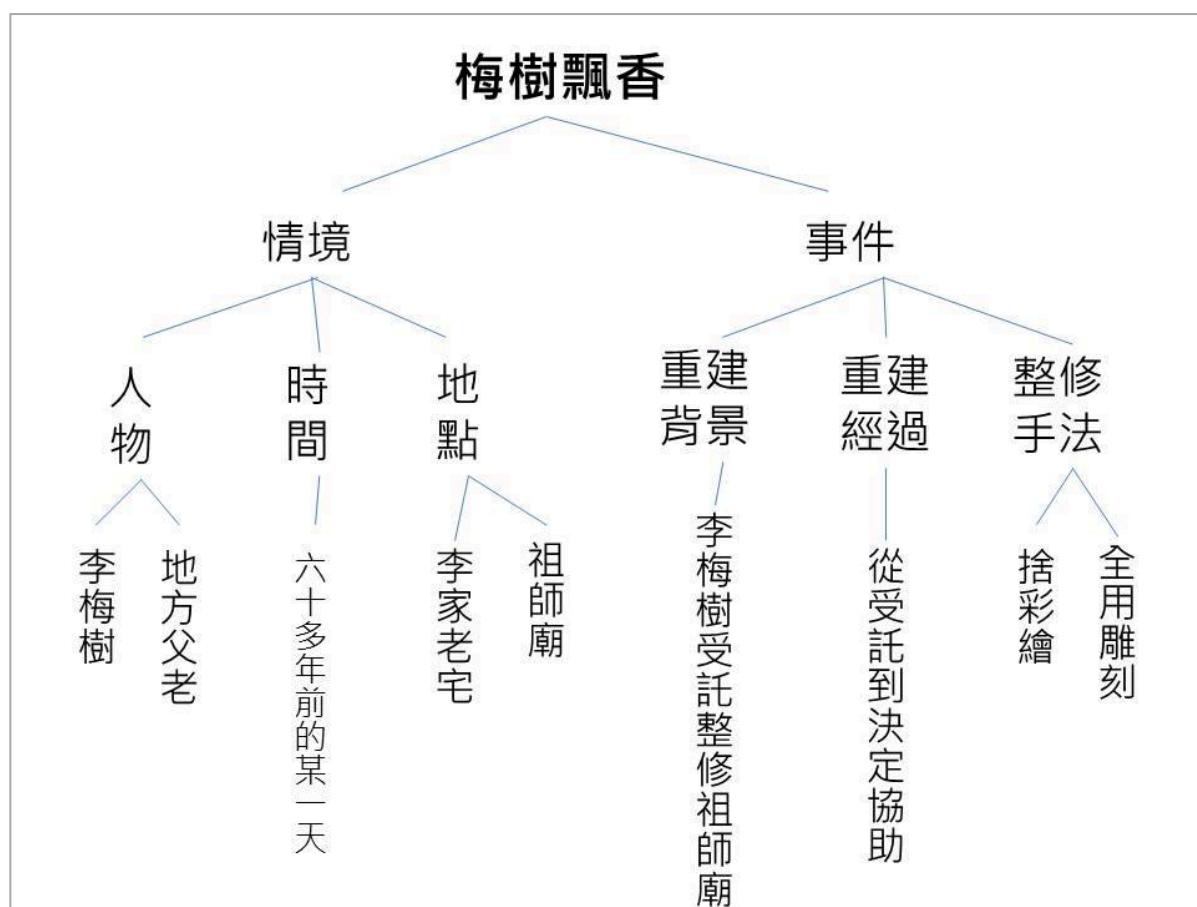 梅樹飄香
情境
事件
人物
時間
地點
重建
背景
重建
經過
整修
手法
李梅樹
地方父老
六十多年前的某一天
李家老宅
祖師廟
李梅樹受託整修祖師廟
從受託到決定協助
捨彩繪
全用雕刻